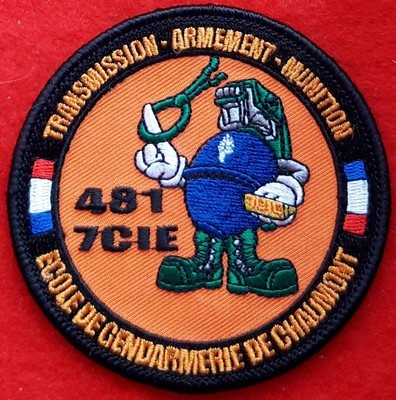 TRANSMISSION - ARMEMENT - MUNITION
481
7CIE
ECOLE DE GENDARMERIE DE CHAUMONT